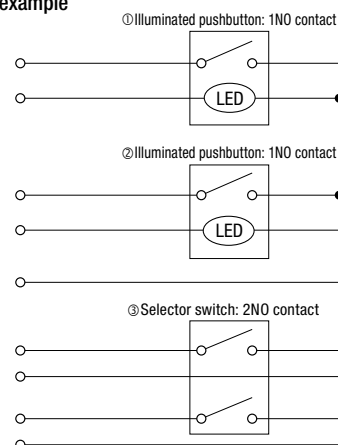 example
①Illuminated pushbutton: 1NO contact
LED
②Illuminated pushbutton: 1NO contact
LED
③Selector switch: 2NO contact